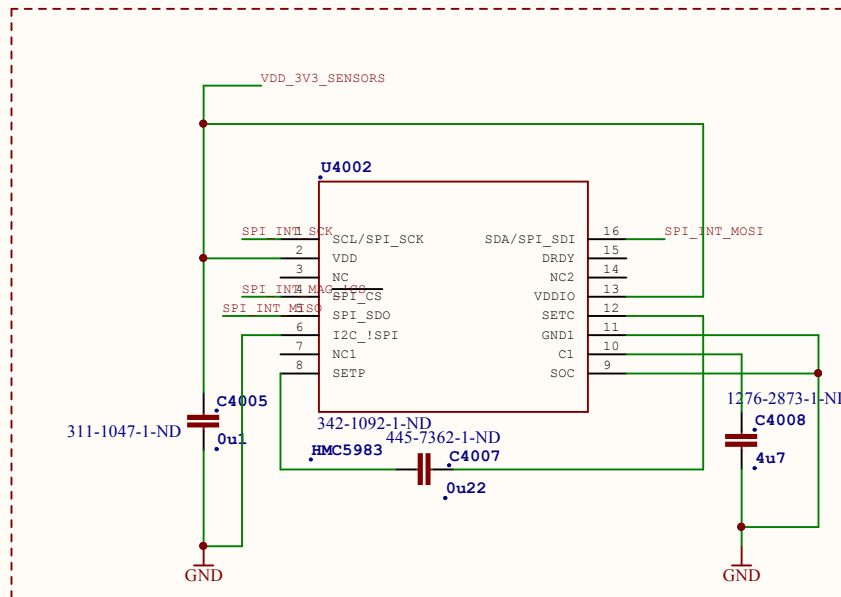 VDD_3V3_SENSORS
U4002
SPI_INT_SCK 1 SCL/SPI_SCK
2 VDD
3 NC
SPI_INT_MAG_!CS 4 SPI_CS
SPI_INT_MISO 5 SPI_SDO
6 I2C_!SPI
7 NC1
8 SETP
SDA/SPI_SDI 16 SPI_INT_MOSI
DRDY 15
NC2 14
VDDIO 13
SETC 12
GND1 11
C1 10
SOC 9
C4005
311-1047-1-ND
0u1
342-1092-1-ND
HMC5983
445-7362-1-ND
C4007
0u22
1276-2873-1-ND
C4008
4u7
GND
GND